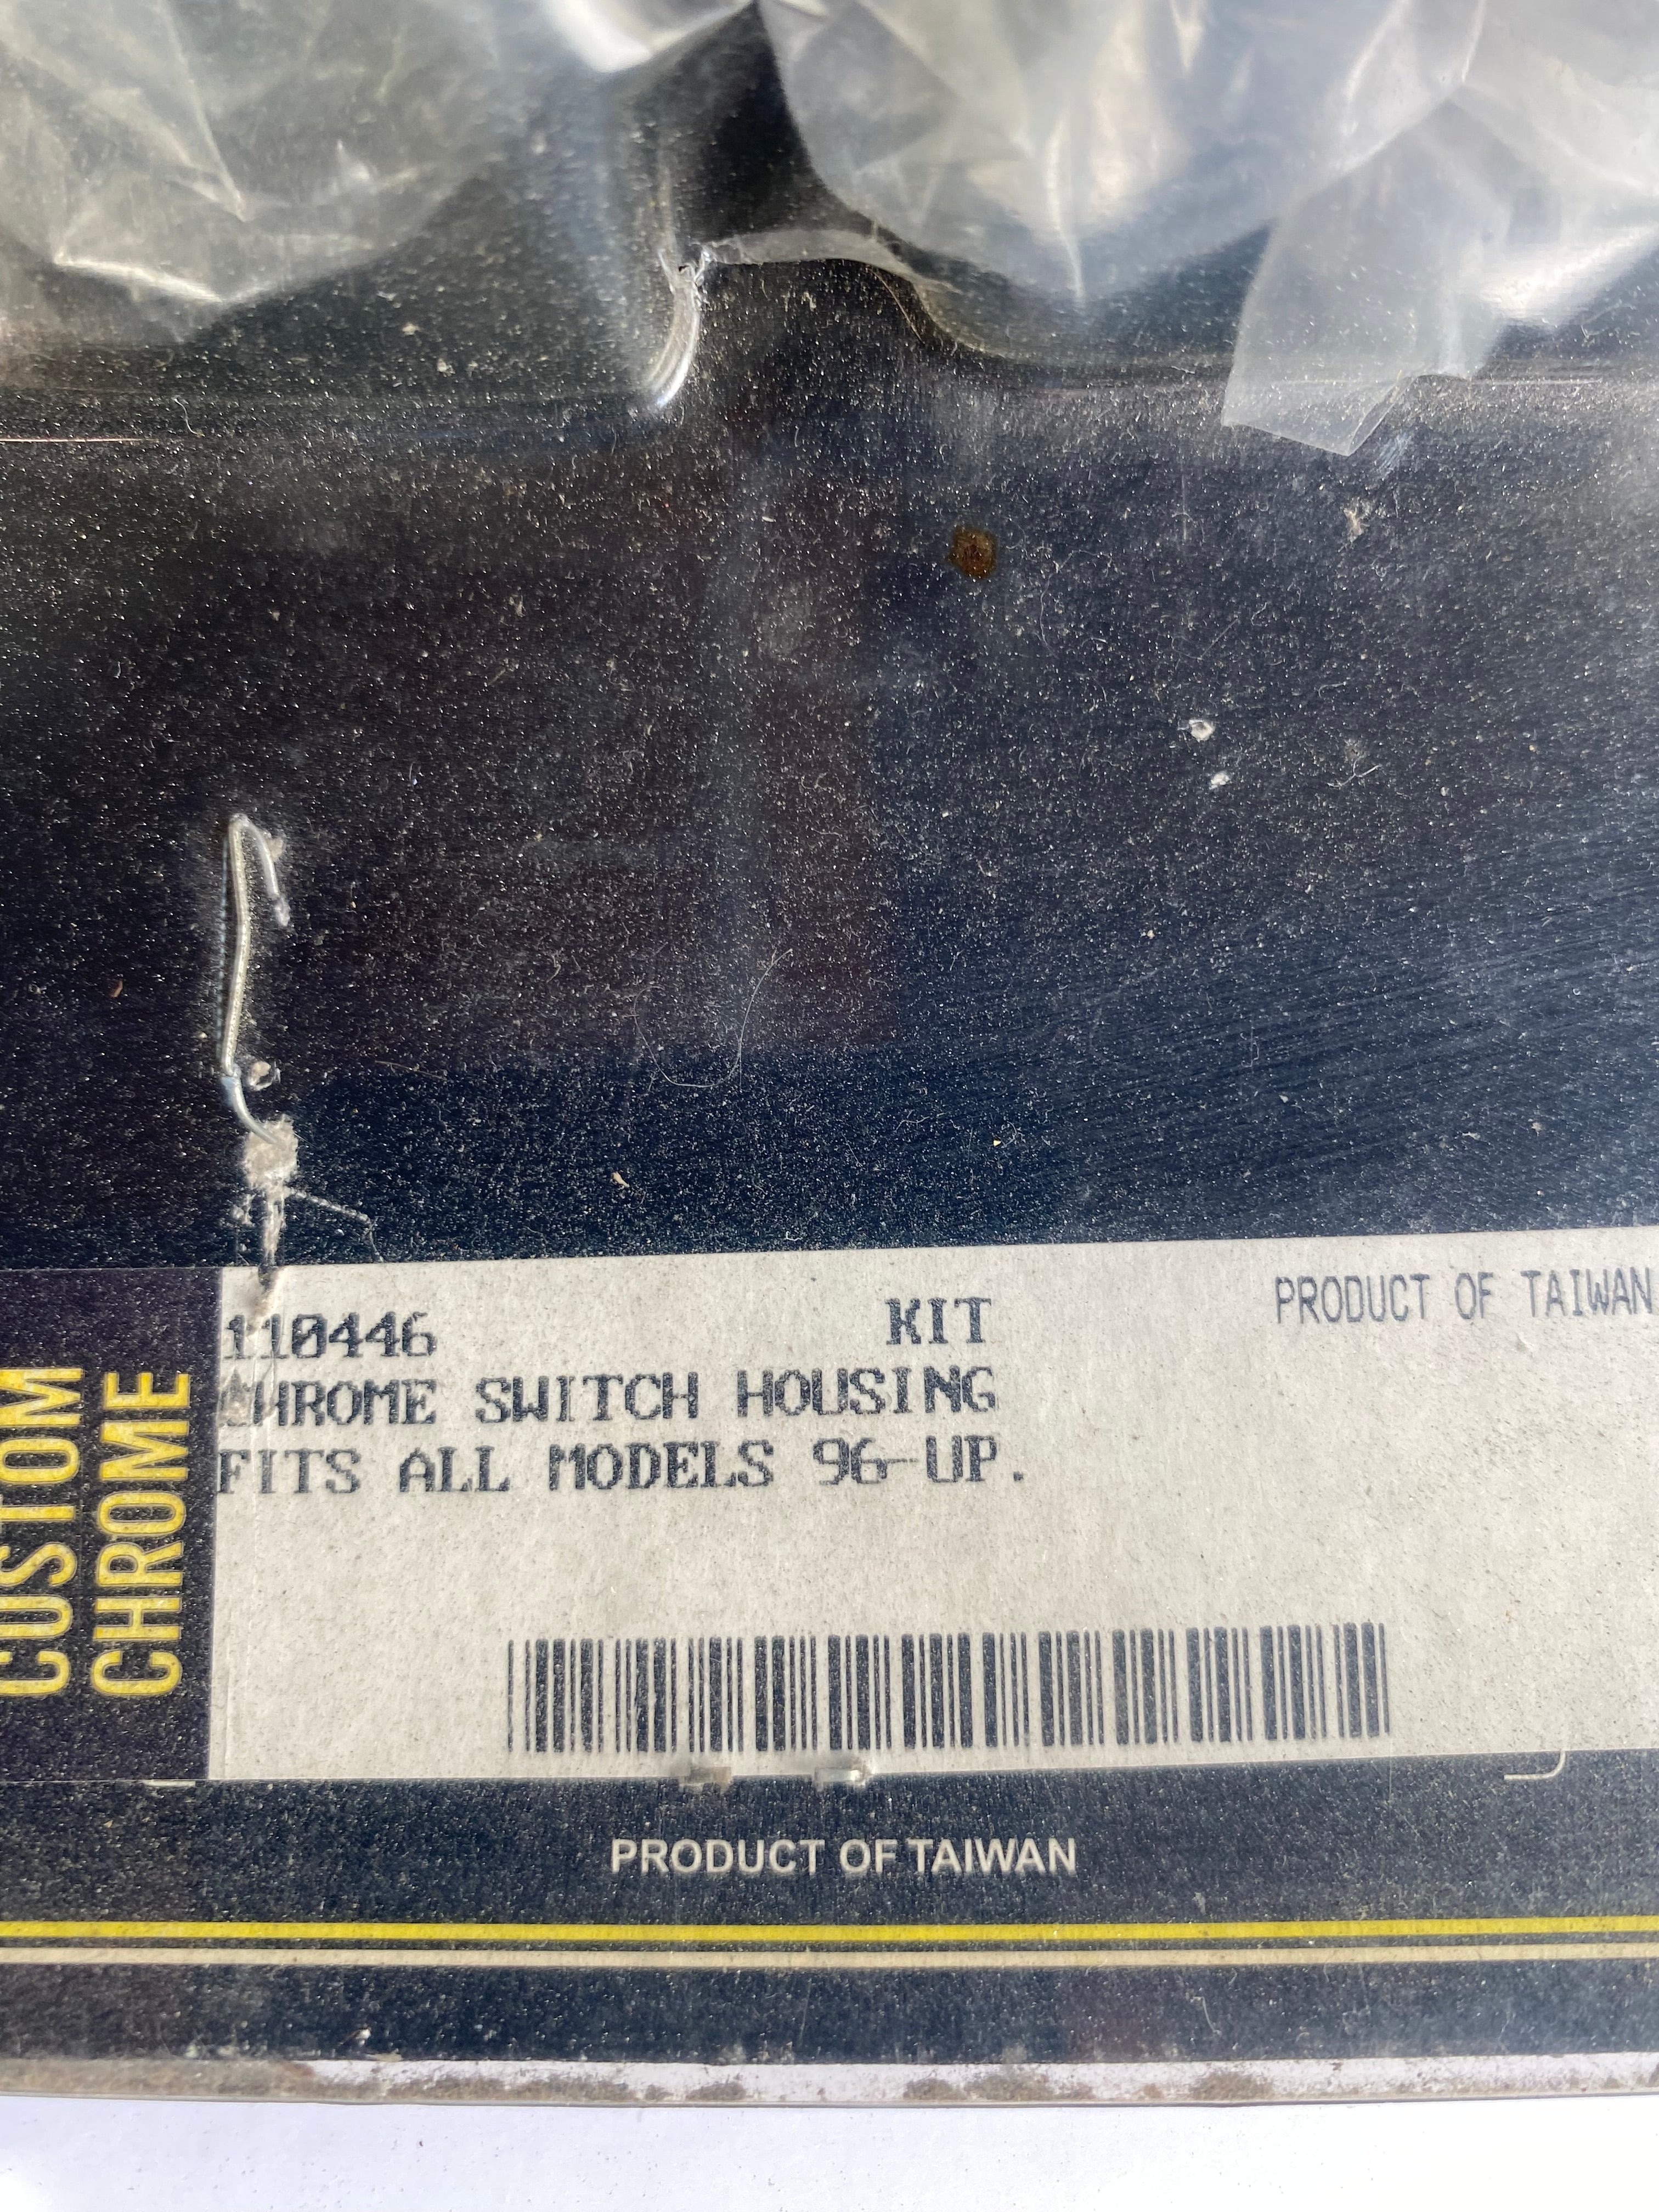 110446 KIT
PRODUCT OF TAIWAN
CHROME SWITCH HOUSING
FITS ALL MODELS 96-UP.
CUSTOM
CHROME
PRODUCT OF TAIWAN